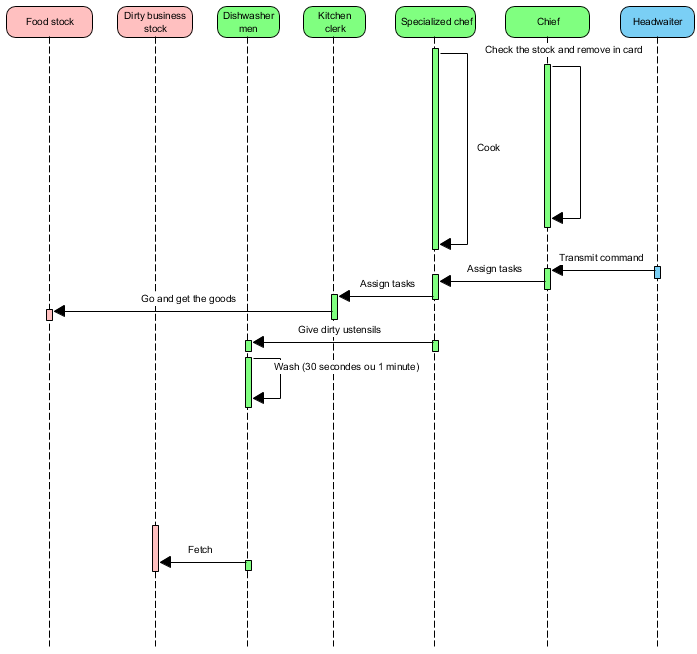 Food stock
Dirty business
stock
Dishwasher
men
Kitchen
clerk
Specialized chef
Chief
Headwaiter
Check the stock and remove in card
Cook
Transmit command
Assign tasks
Assign tasks
Go and get the goods
Give dirty ustensils
Wash (30 secondes ou 1 minute)
Fetch